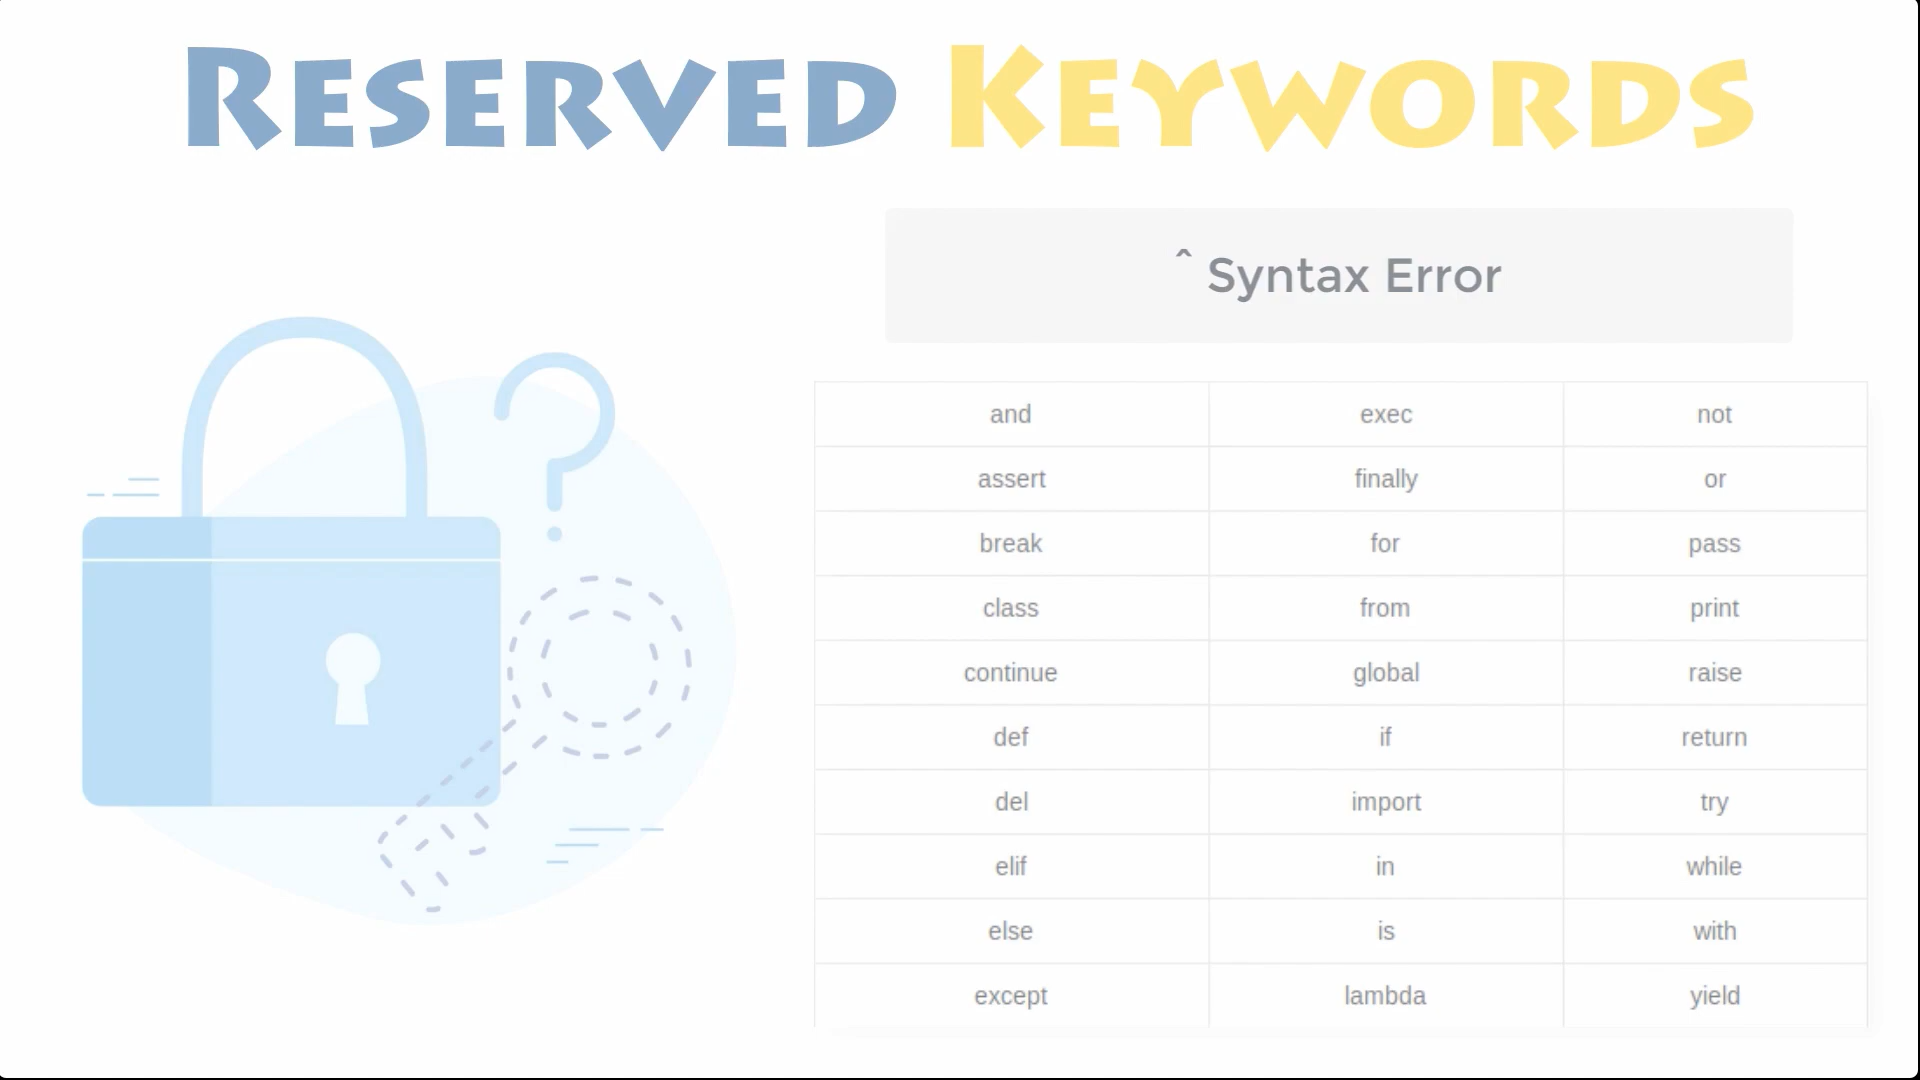 RESERVED KEYWORDS
^ Syntax Error
and exec not
assert finally or
break for pass
class from print
continue global raise
def if return
del import try
elif in while
else is with
except lambda yield